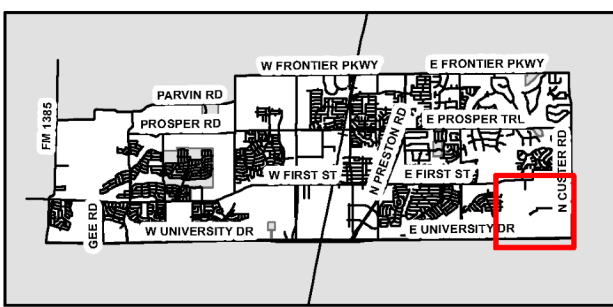 W FRONTIER PKWY
E FRONTIER PKWY
PARVIN RD
FM 1385
PROSPER RD
N PRESTON RD
E PROSPER TRL
N CUSTER RD
W FIRST ST
E FIRST ST
GEE RD
W UNIVERSITY DR
E UNIVERSITY DR